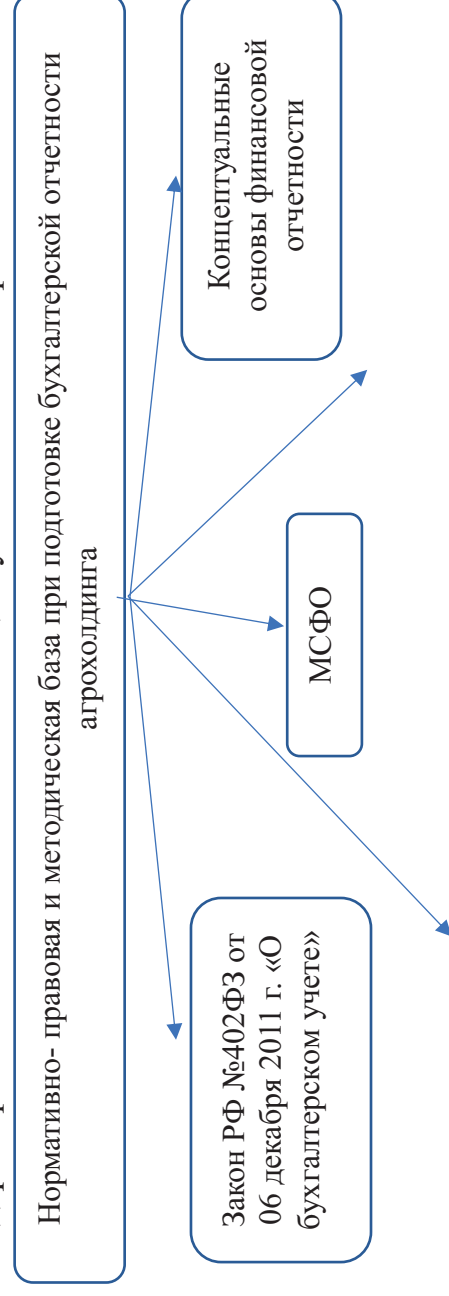 Нормативно- правовая и методическая база при подготовке бухгалтерской отчетности
агрохолдинга
Закон РФ №402ФЗ от
06 декабря 2011 г. «О
бухгалтерском учете»
МСФО
Концептуальные
основы финансовой
отчетности